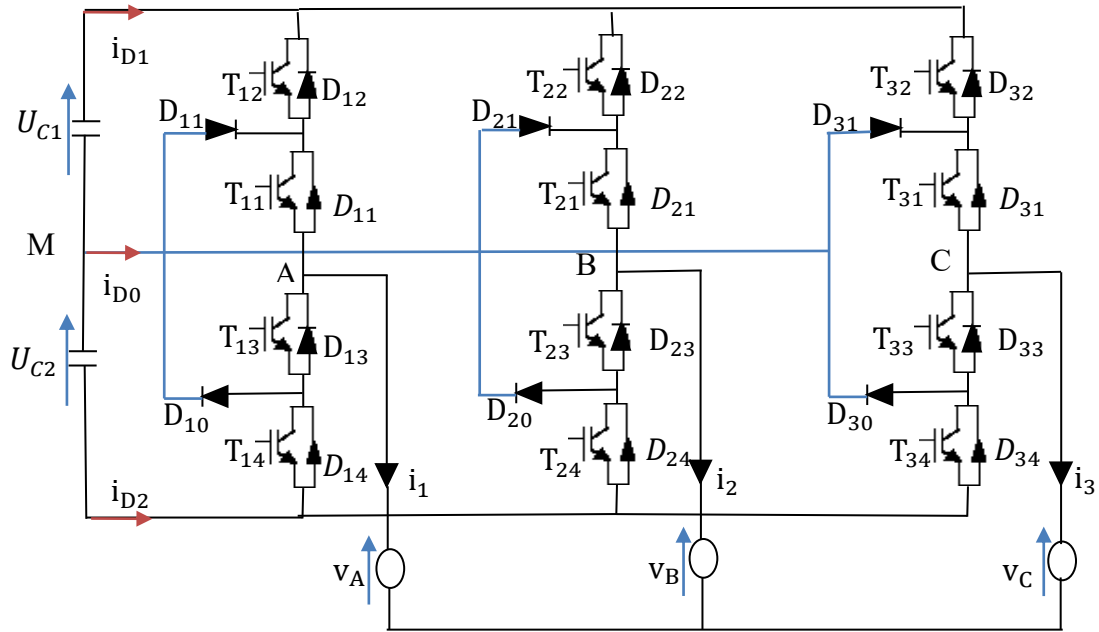 i_D1
T_12 D_12
T_22 D_22
T_32 D_32
U_C1
D_11
D_21
D_31
T_11 D_11
T_21 D_21
T_31 D_31
M
A
B
C
i_D0
U_C2
T_13 D_13
T_23 D_23
T_33 D_33
D_10
D_20
D_30
T_14 D_14
T_24 D_24
T_34 D_34
i_D2
i_1
i_2
i_3
v_A
v_B
v_C